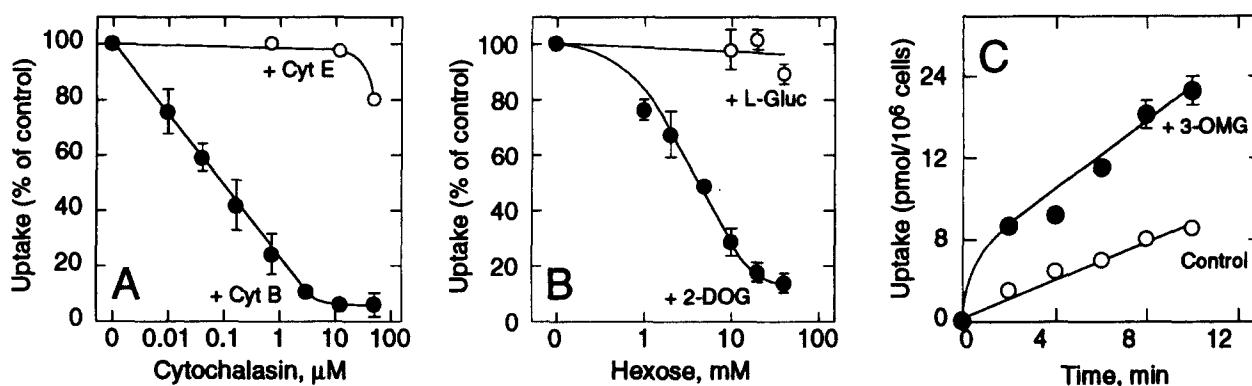 A
Uptake (% of control)
100
80
60
40
20
0
+ Cyt E
+ Cyt B
0 0.01 0.1 1 10 100
Cytochalasin, μM
B
Uptake (% of control)
100
80
60
40
20
0
+ L-Gluc
+ 2-DOG
0 1 10 100
Hexose, mM
C
Uptake (pmol/10⁶ cells)
24
12
8
0
+ 3-OMG
Control
0 4 8 12
Time, min